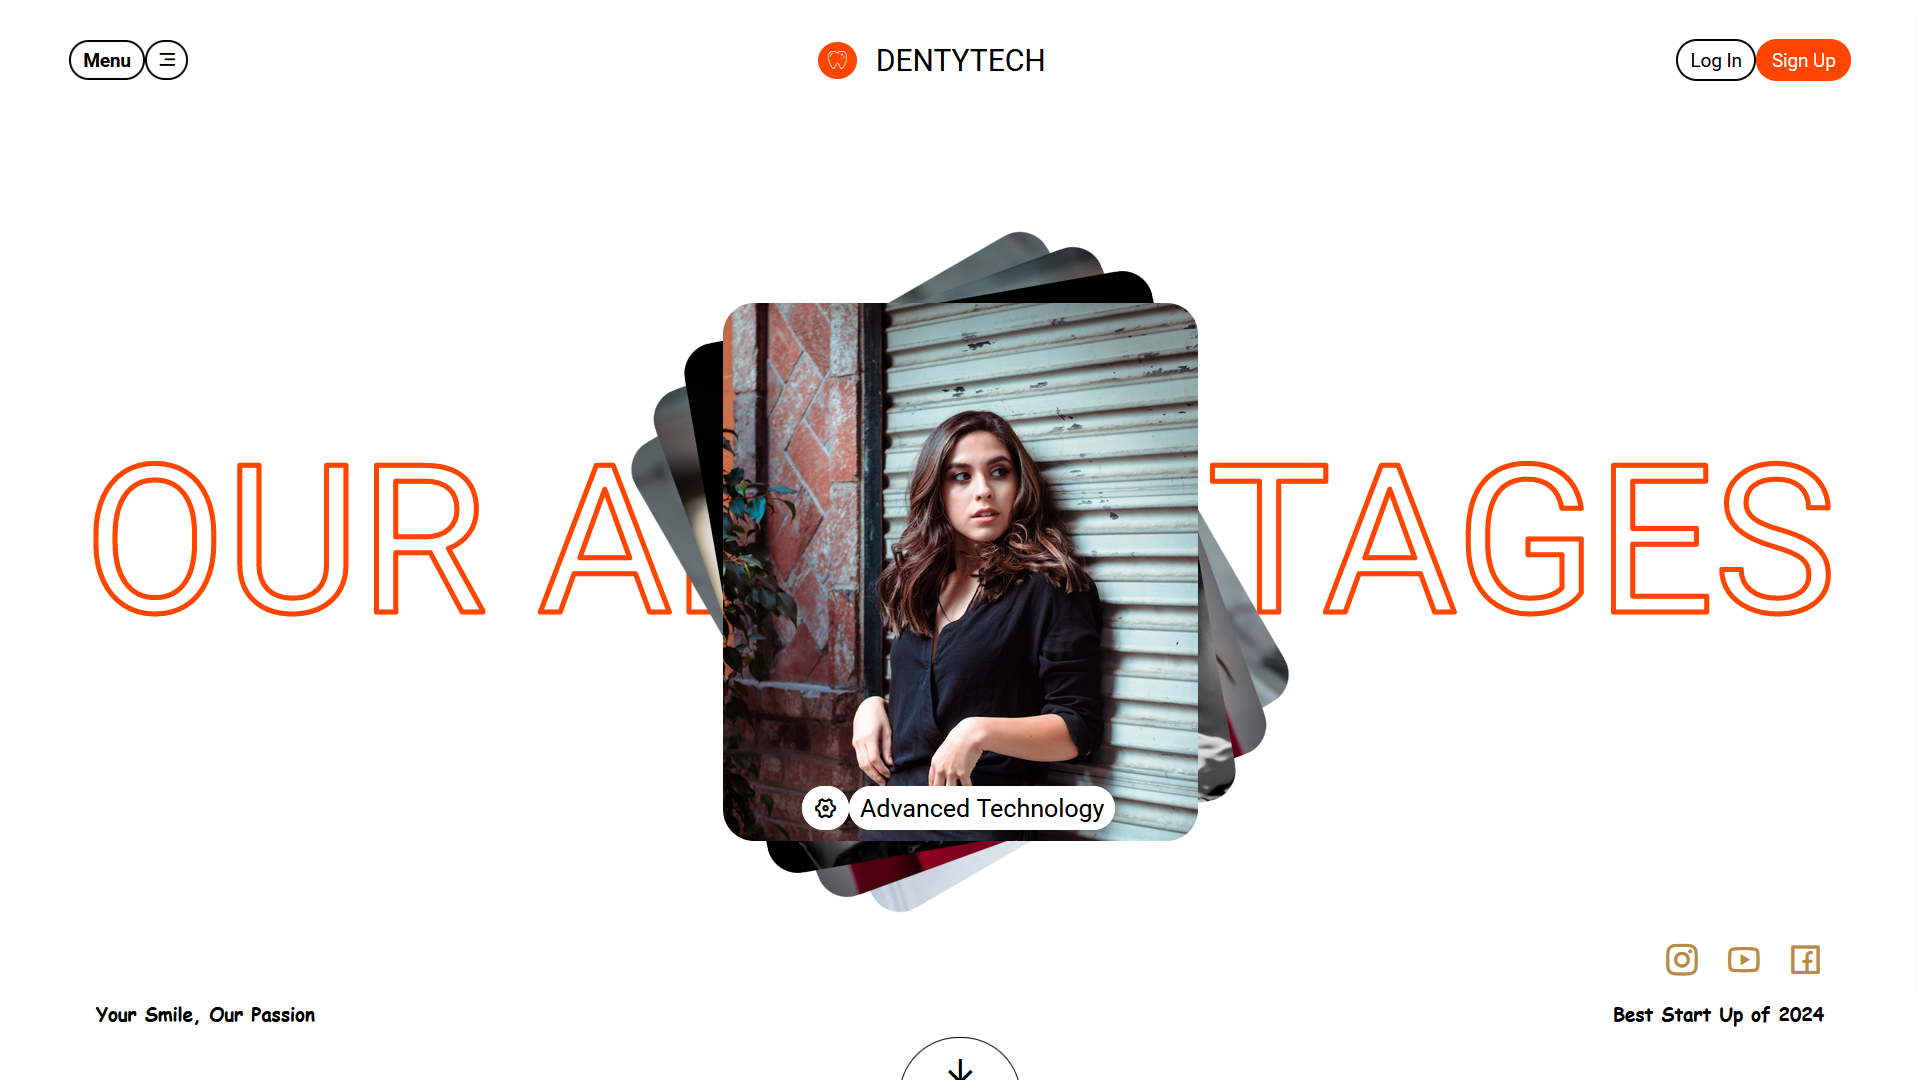 Menu
DENTYTECH
Log In
Sign Up
OUR A TAGES
Advanced Technology
Your Smile, Our Passion
Best Start Up of 2024